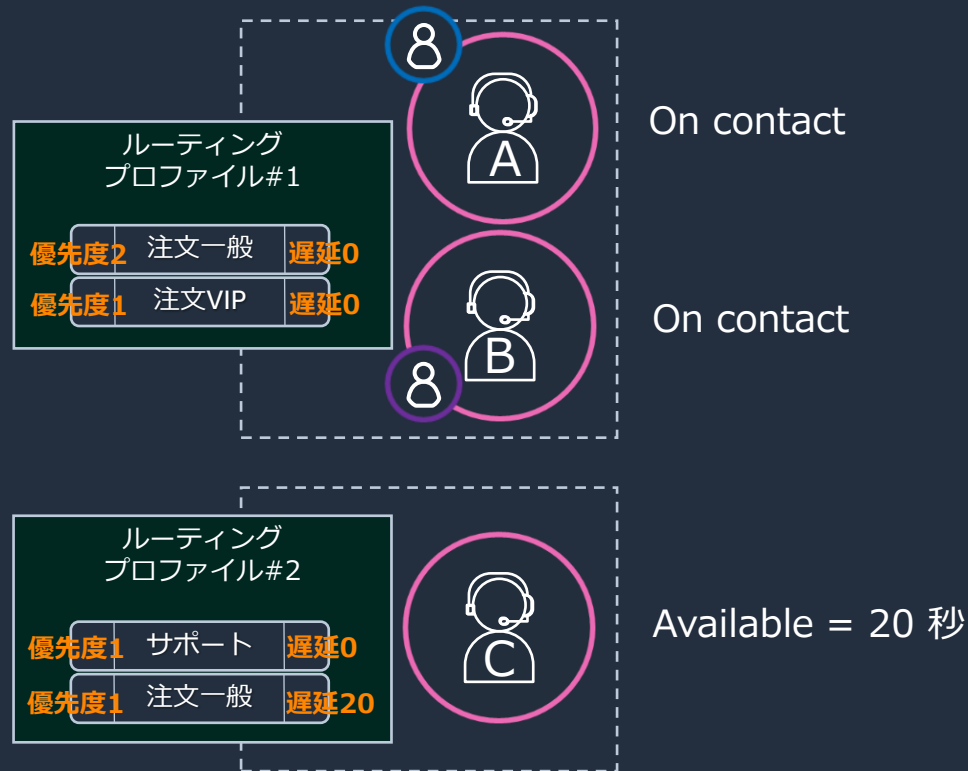 ルーティング
プロファイル#1
優先度2 注文一般 遅延0
優先度1 注文VIP 遅延0
A
On contact
B
On contact
ルーティング
プロファイル#2
優先度1 サポート 遅延0
優先度1 注文一般 遅延20
C
Available = 20 秒